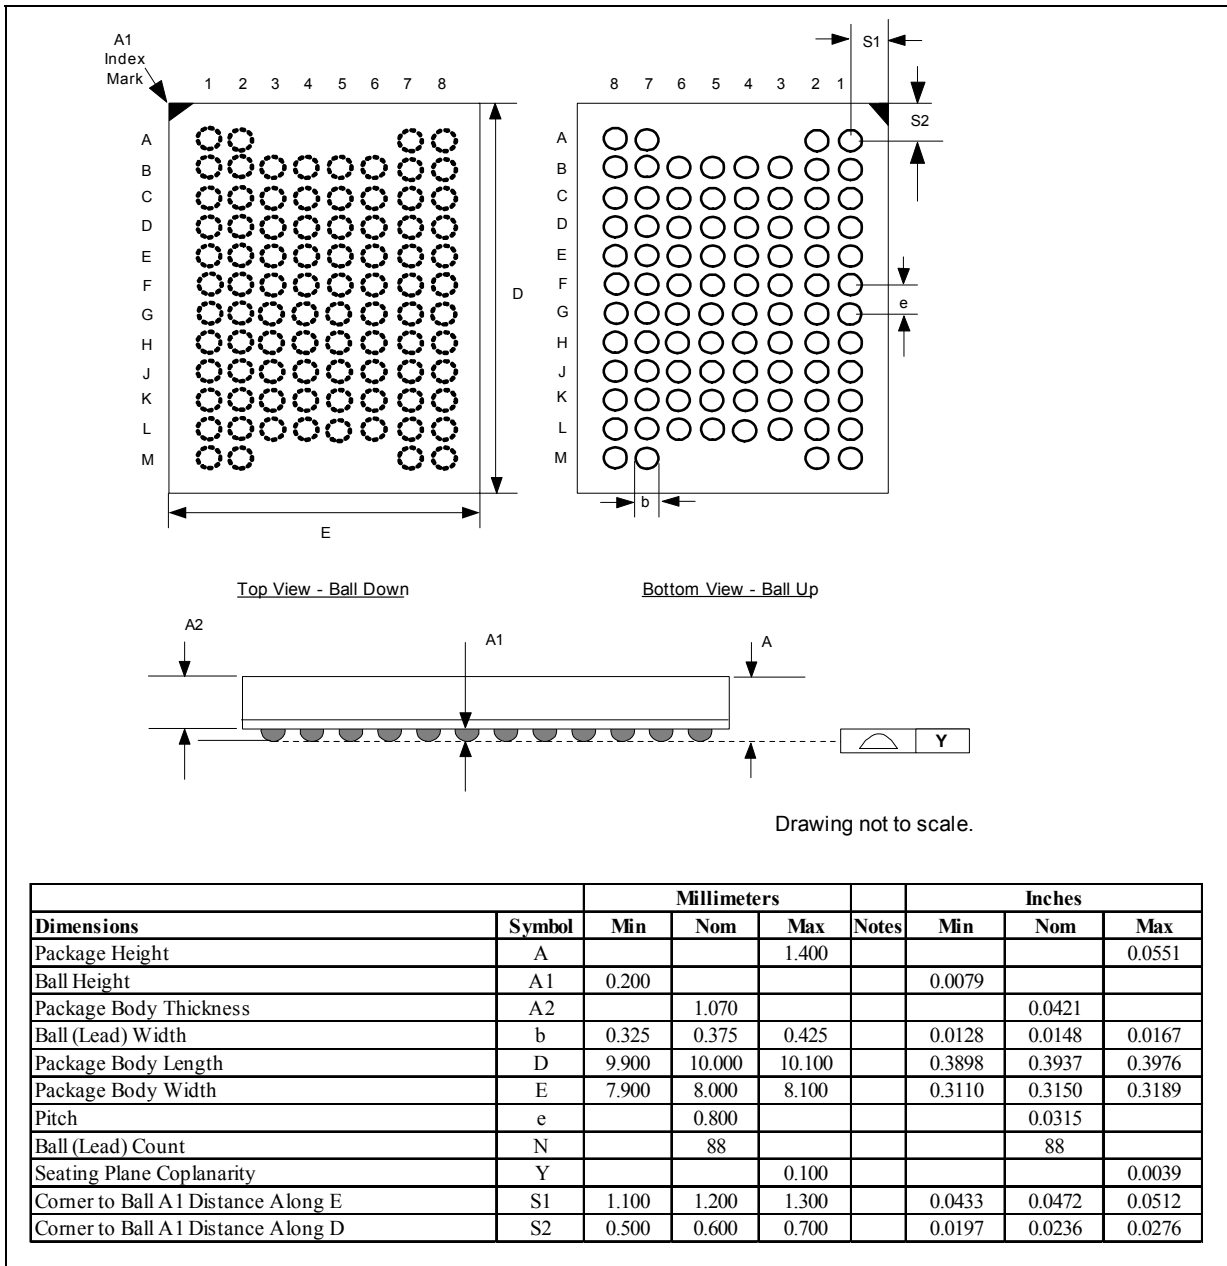 A1
Index
Mark
1 2 3 4 5 6 7 8
A
B
C
D
E
F
G
H
J
K
L
M
D
E
Top View - Ball Down
8 7 6 5 4 3 2 1
S1
S2
A
B
C
D
E
F
G
H
J
K
L
M
e
b
Bottom View - Ball Up
A2
A1
A
Y
Drawing not to scale.
Millimeters Inches
Dimensions Symbol Min Nom Max Notes Min Nom Max
Package Height A 1.400 0.0551
Ball Height A1 0.200 0.0079
Package Body Thickness A2 1.070 0.0421
Ball (Lead) Width b 0.325 0.375 0.425 0.0128 0.0148 0.0167
Package Body Length D 9.900 10.000 10.100 0.3898 0.3937 0.3976
Package Body Width E 7.900 8.000 8.100 0.3110 0.3150 0.3189
Pitch e 0.800 0.0315
Ball (Lead) Count N 88 88
Seating Plane Coplanarity Y 0.100 0.0039
Corner to Ball A1 Distance Along E S1 1.100 1.200 1.300 0.0433 0.0472 0.0512
Corner to Ball A1 Distance Along D S2 0.500 0.600 0.700 0.0197 0.0236 0.0276